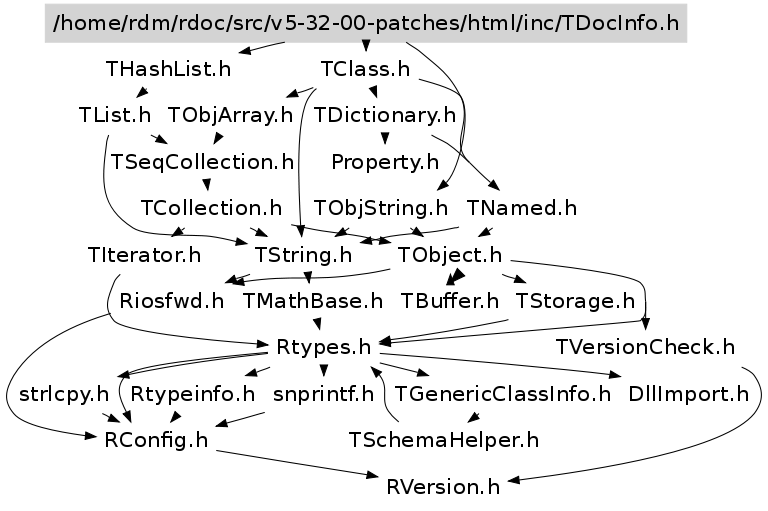 /home/rdm/rdoc/src/v5-32-00-patches/html/inc/TDocInfo.h
THashList.h
TClass.h
TList.h
TObjArray.h
TDictionary.h
TSeqCollection.h
Property.h
TCollection.h
TObjString.h
TNamed.h
TIterator.h
TString.h
TObject.h
Riosfwd.h
TMathBase.h
TBuffer.h
TStorage.h
Rtypes.h
TVersionCheck.h
strlcpy.h
Rtypeinfo.h
snprintf.h
TGenericClassInfo.h
DllImport.h
RConfig.h
TSchemaHelper.h
RVersion.h